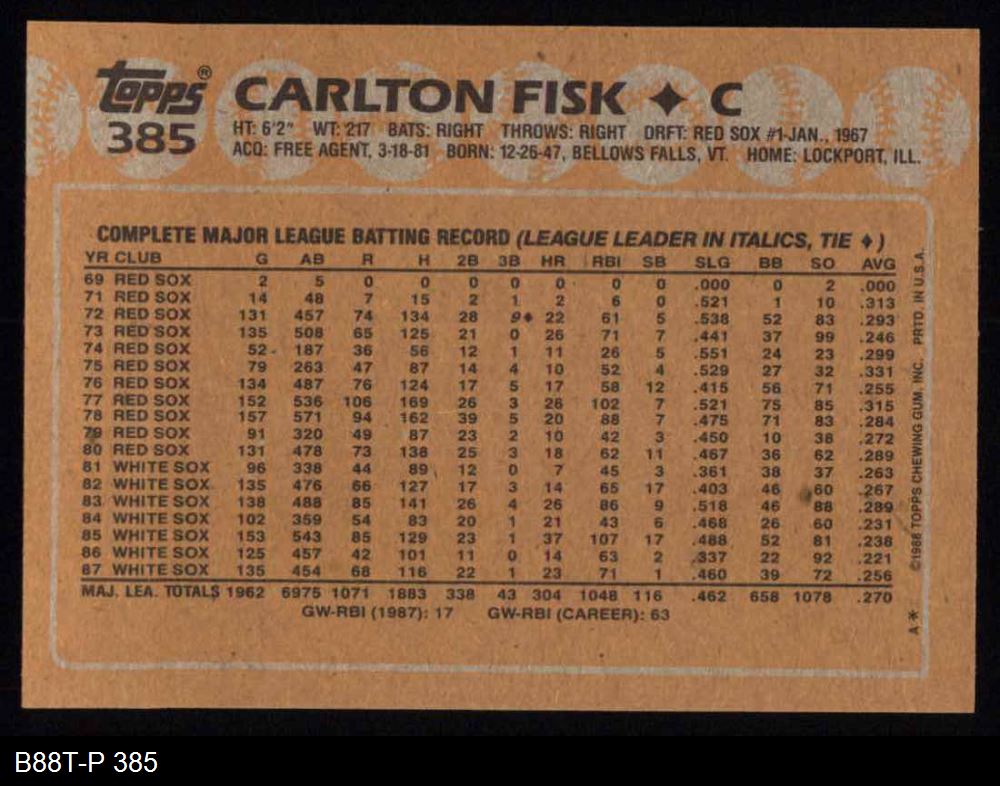 topps® CARLTON FISK ✦ C
385 HT: 6'2" WT: 217 BATS: RIGHT THROWS: RIGHT DRFT: RED SOX #1-JAN., 1967
ACQ: FREE AGENT, 3-18-81 BORN: 12-26-47, BELLOWS FALLS, VT. HOME: LOCKPORT, ILL.
COMPLETE MAJOR LEAGUE BATTING RECORD (LEAGUE LEADER IN ITALICS, TIE ♦)
YR CLUB G AB R H 2B 3B HR RBI SB SLG BB SO AVG
69 RED SOX 2 5 0 0 0 0 0 0 0 .000 0 2 .000
71 RED SOX 14 48 7 15 2 1 2 6 0 .521 1 10 .313
72 RED SOX 131 457 74 134 28 9♦ 22 61 5 .538 52 83 .293
73 RED SOX 135 508 65 125 21 0 26 71 7 .441 37 99 .246
74 RED SOX 52 187 36 56 12 1 11 26 5 .551 24 23 .299
75 RED SOX 79 263 47 87 14 4 10 52 4 .529 27 32 .331
76 RED SOX 134 487 76 124 17 5 17 58 12 .415 56 71 .255
77 RED SOX 152 536 106 169 26 3 26 102 7 .521 75 85 .315
78 RED SOX 157 571 94 162 39 5 20 88 7 .475 71 83 .284
79 RED SOX 91 320 49 87 23 2 10 42 3 .450 10 38 .272
80 RED SOX 131 478 73 138 25 3 18 62 11 .467 36 62 .289
81 WHITE SOX 96 338 44 89 12 0 7 45 3 .361 38 37 .263
82 WHITE SOX 135 476 66 127 17 3 14 65 17 .403 46 60 .267
83 WHITE SOX 138 488 85 141 26 4 26 86 9 .518 46 88 .289
84 WHITE SOX 102 359 54 83 20 1 21 43 6 .468 26 60 .231
85 WHITE SOX 153 543 85 129 23 1 37 107 17 .488 52 81 .238
86 WHITE SOX 125 457 42 101 11 0 14 63 2 .337 22 92 .221
87 WHITE SOX 135 454 68 116 22 1 23 71 1 .460 39 72 .256
MAJ. LEA. TOTALS 1962 6975 1071 1883 338 43 304 1048 116 .462 658 1078 .270
GW-RBI (1987): 17 GW-RBI (CAREER): 63
A* ©1988 TOPPS CHEWING GUM, INC. PRTD. IN U.S.A.
B88T-P 385